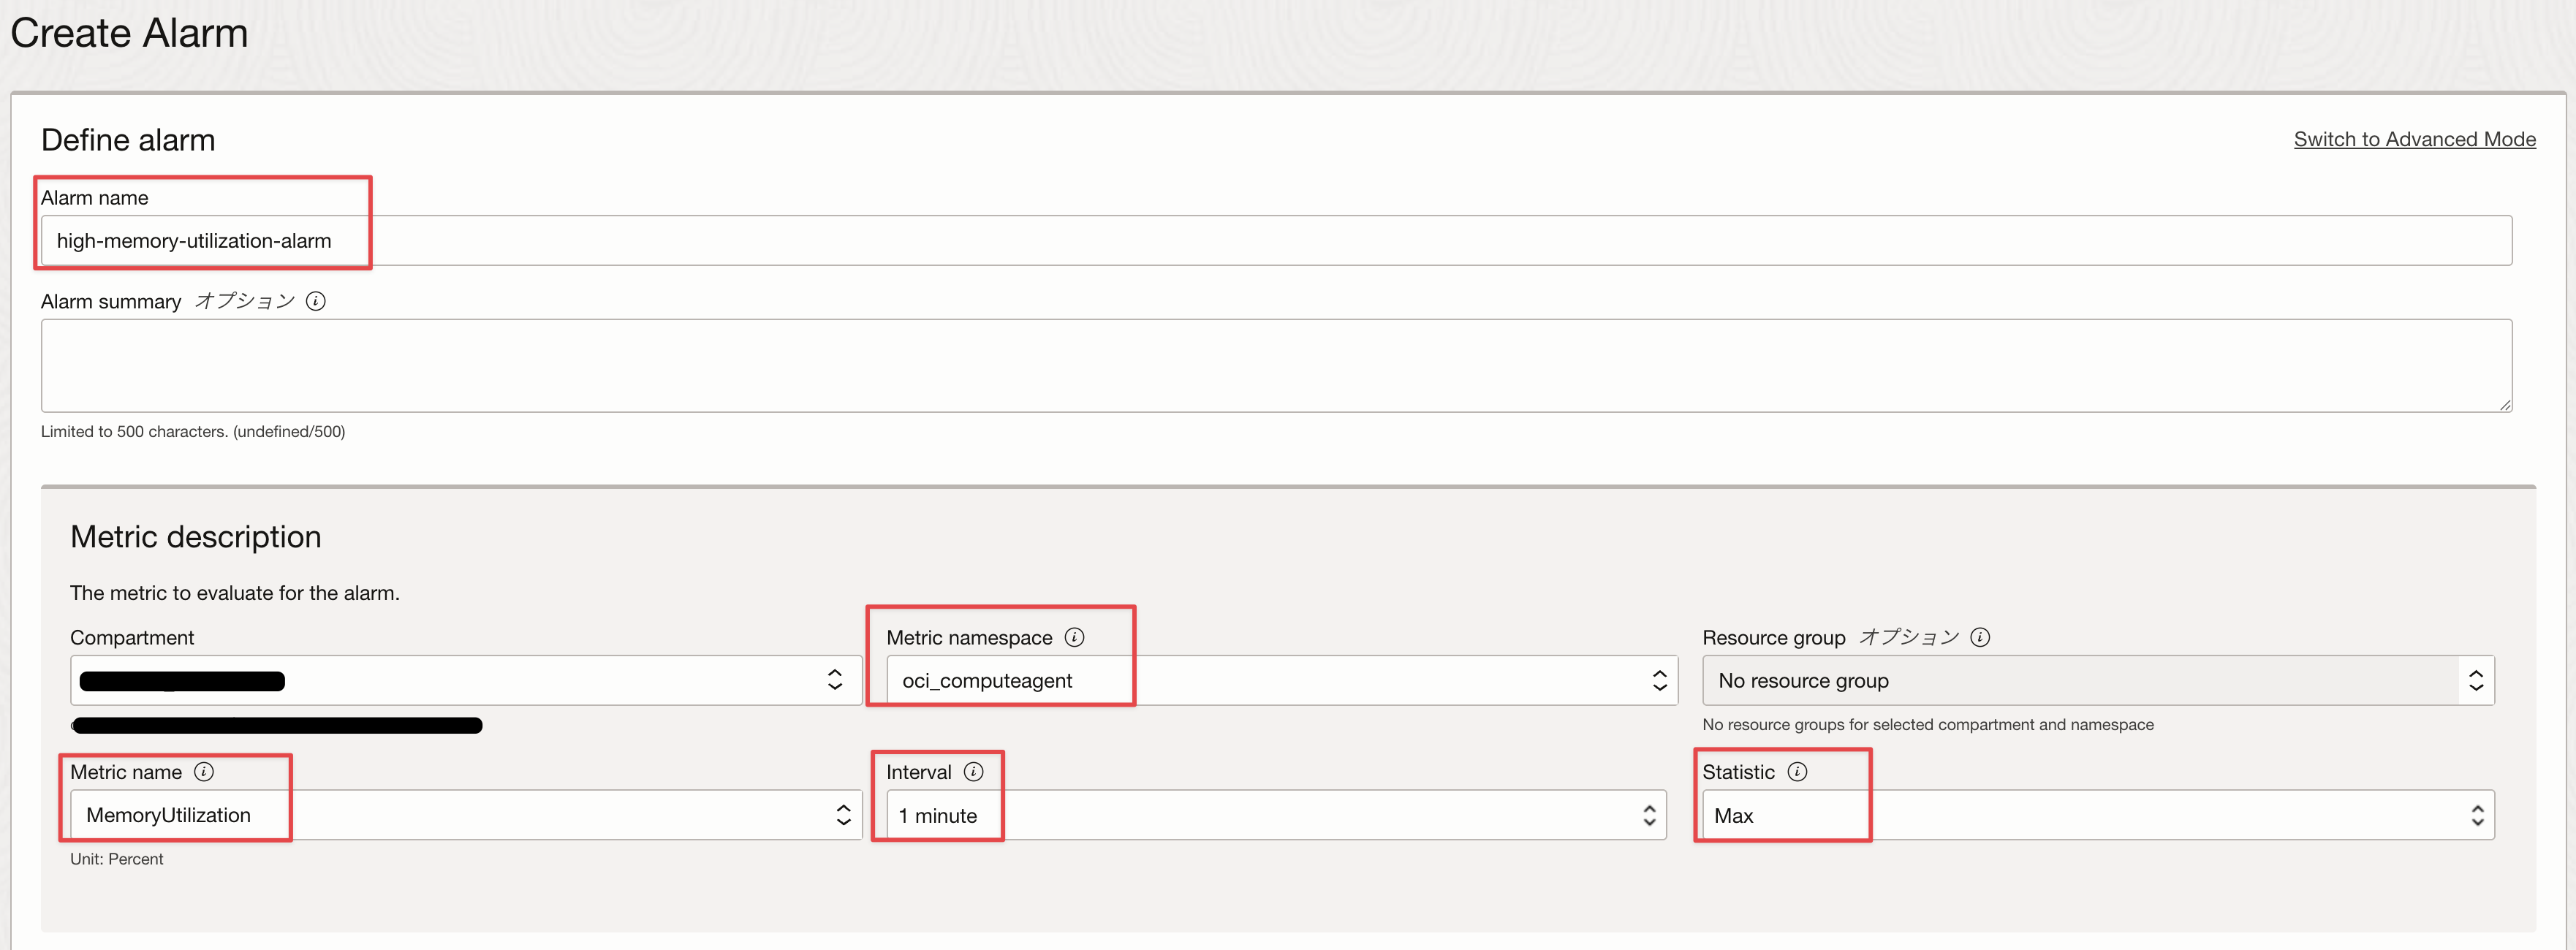 Create Alarm
Define alarm
Switch to Advanced Mode
Alarm name
high-memory-utilization-alarm
Alarm summary オプション
Limited to 500 characters. (undefined/500)
Metric description
The metric to evaluate for the alarm.
Compartment
Metric namespace
oci_computeagent
Resource group オプション
No resource group
No resource groups for selected compartment and namespace
Metric name
MemoryUtilization
Unit: Percent
Interval
1 minute
Statistic
Max